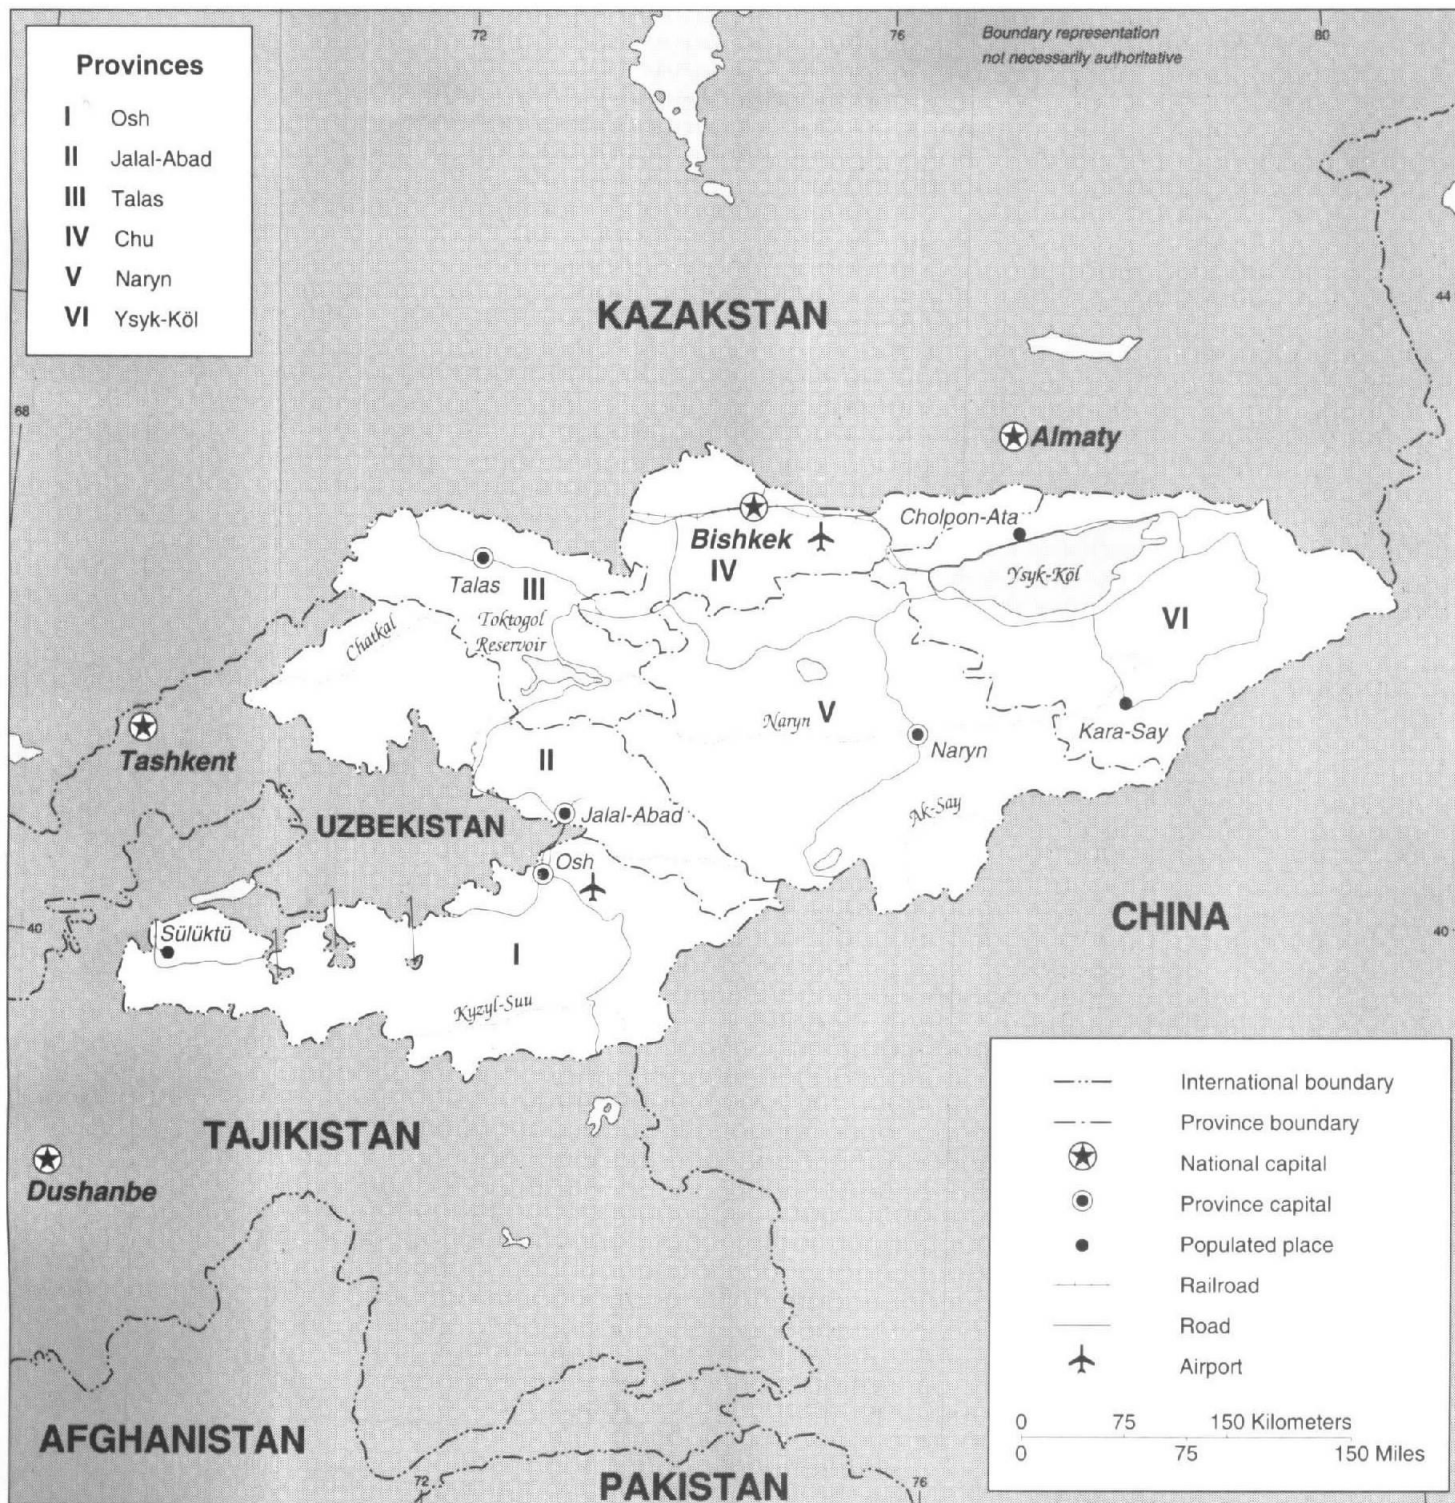 72
76
80
Boundary representation
not necessarily authoritative
Provinces
I Osh
II Jalal-Abad
III Talas
IV Chu
V Naryn
VI Ysyk-Köl
KAZAKSTAN
44
68
Almaty
Cholpon-Ata
Bishkek
IV
Ysyk-Köl
Talas
III
VI
Toktogol
Reservoir
Chatkal
Naryn
V
Kara-Say
Naryn
Tashkent
II
Ak-Say
Jalal-Abad
UZBEKISTAN
Osh
CHINA
40
Sülüktü
40
I
Kyzyl-Suu
TAJIKISTAN
Dushanbe
International boundary
Province boundary
National capital
Province capital
Populated place
Railroad
Road
Airport
0 75 150 Kilometers
0 75 150 Miles
AFGHANISTAN
PAKISTAN
72
76